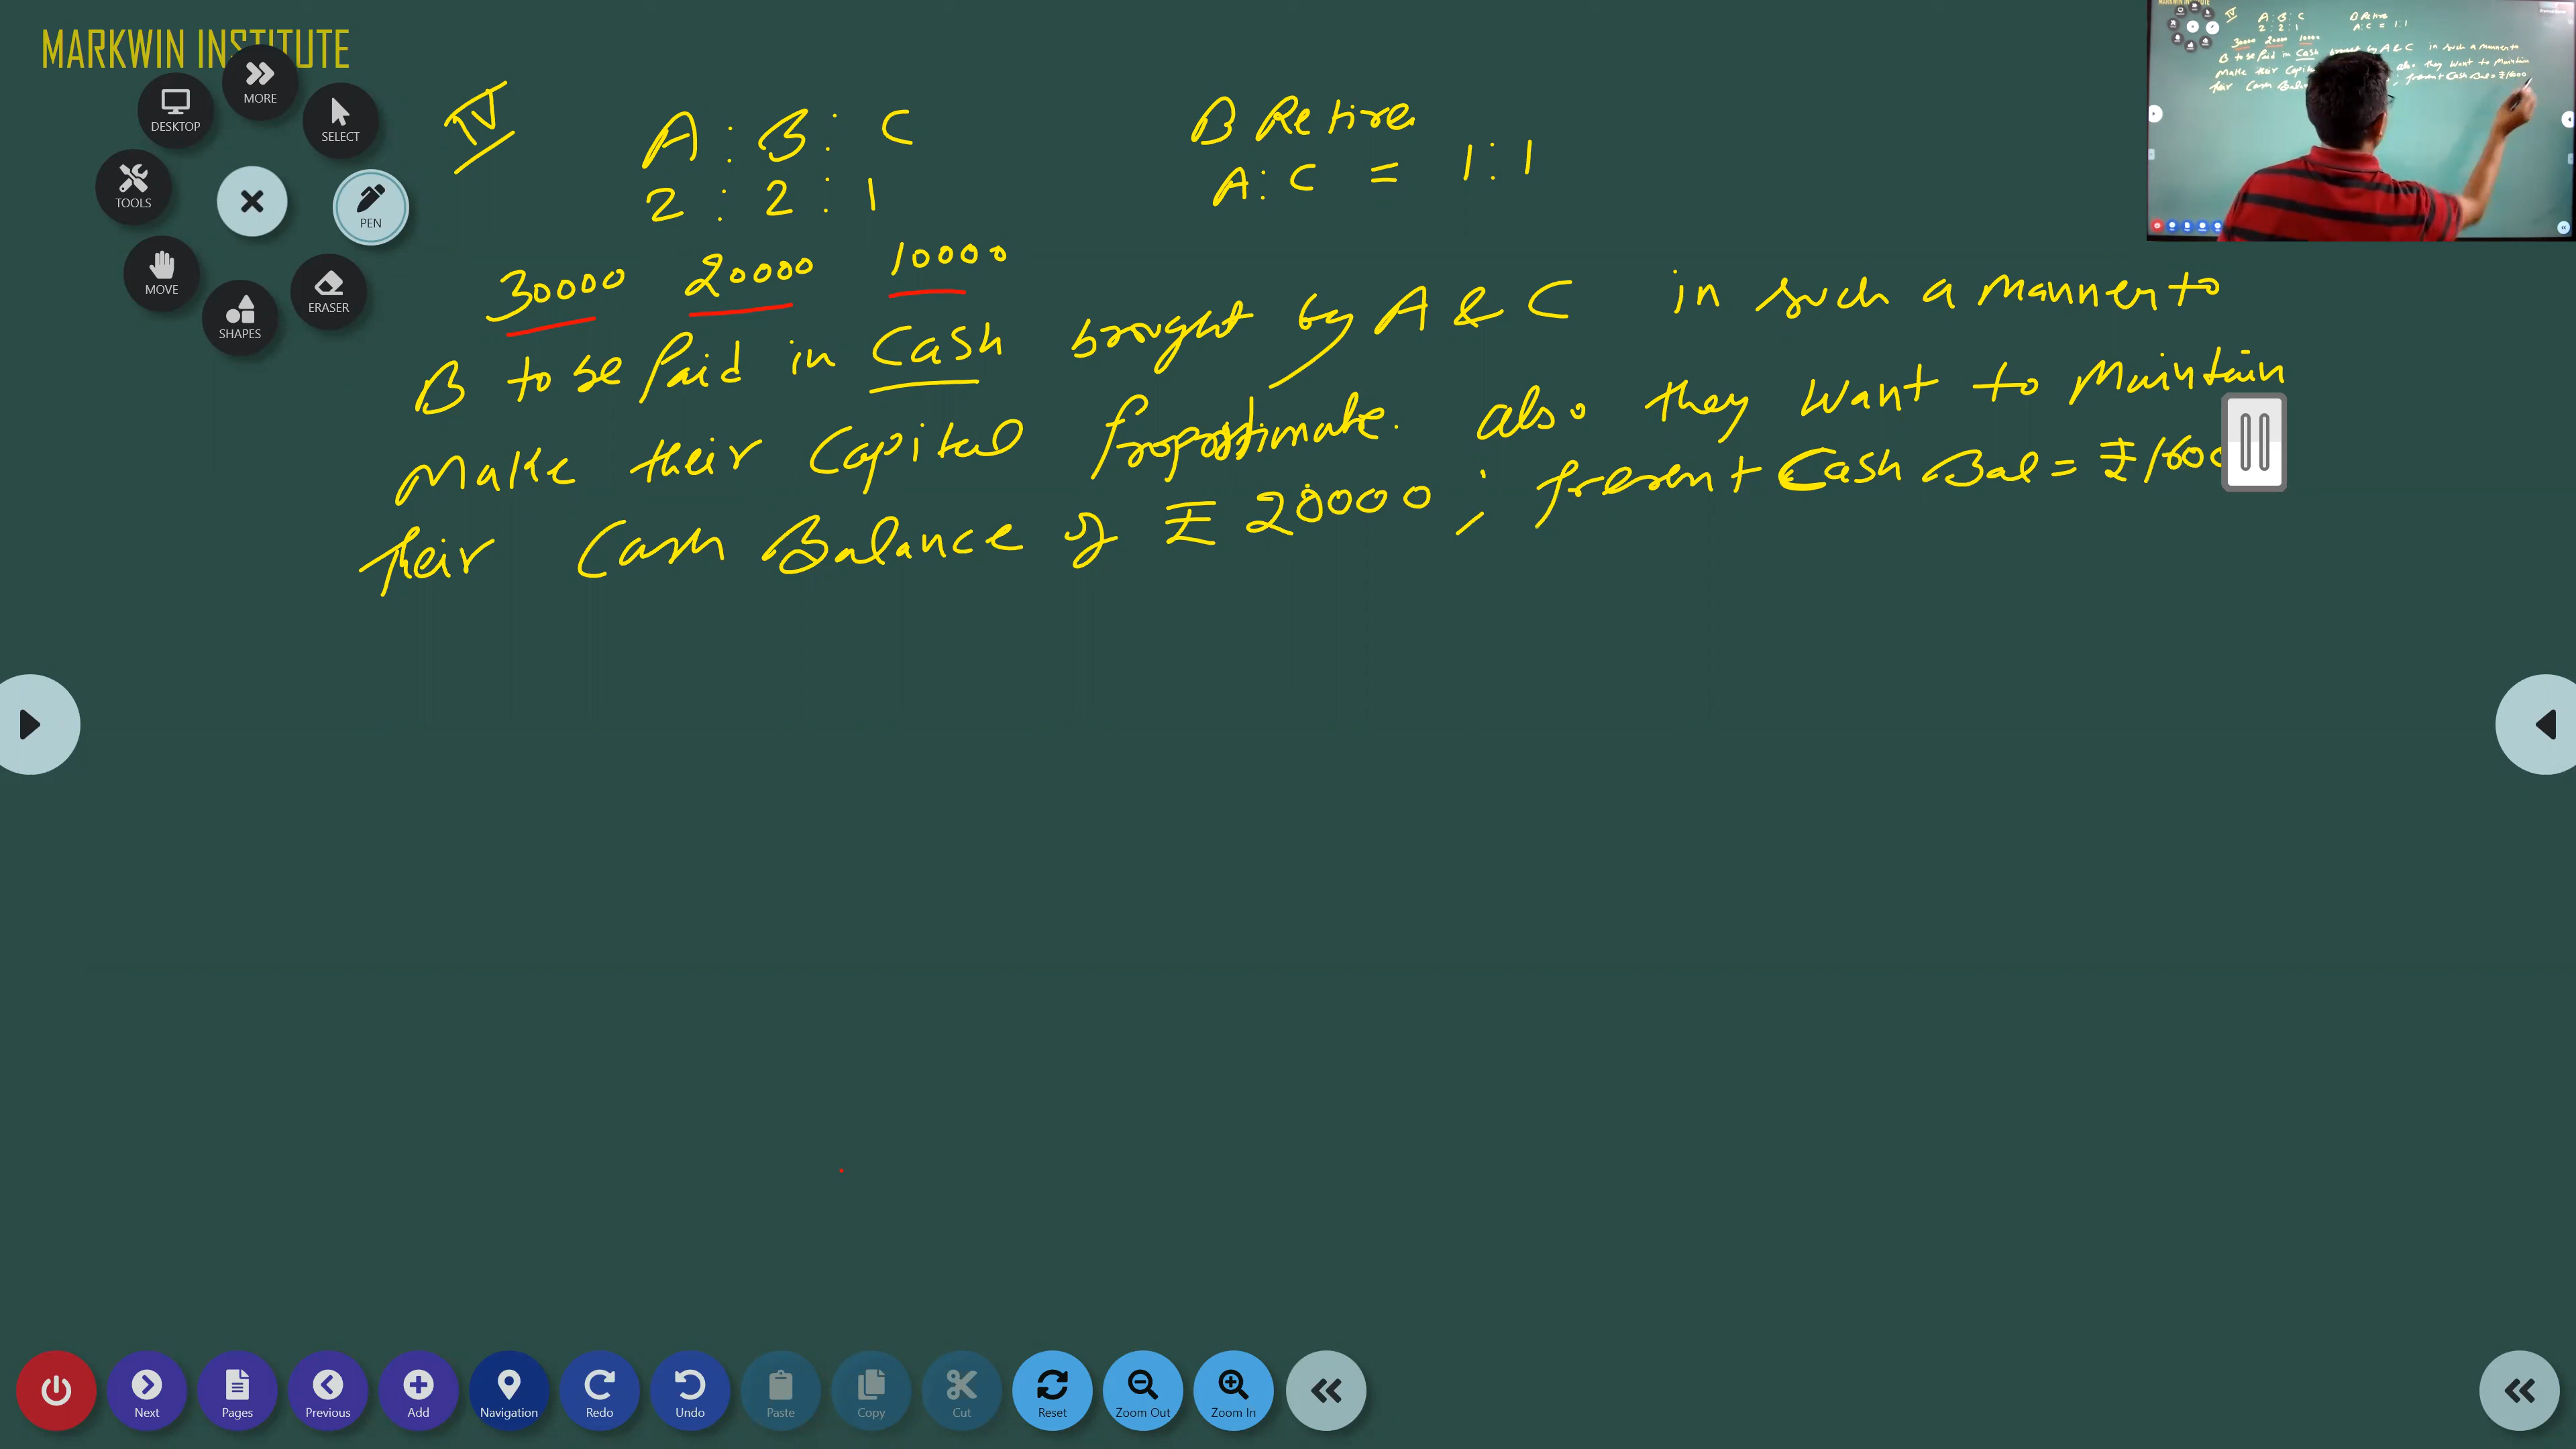 MARKWIN INSTITUTE
MORE
DESKTOP
SELECT
TOOLS
PEN
MOVE
ERASER
SHAPES
IV
A : B : C
2 : 2 : 1
B Retire
A : C = 1 : 1
30000 20000 10000
B to be Paid in Cash brought by A & C in such a manner to
Make their Capital Proportionate. also they want to Maintain
their Cash Balance of ₹ 20000 ; Present Cash Bal = ₹
Next
Pages
Previous
Add
Navigation
Redo
Undo
Paste
Copy
Cut
Reset
Zoom Out
Zoom In